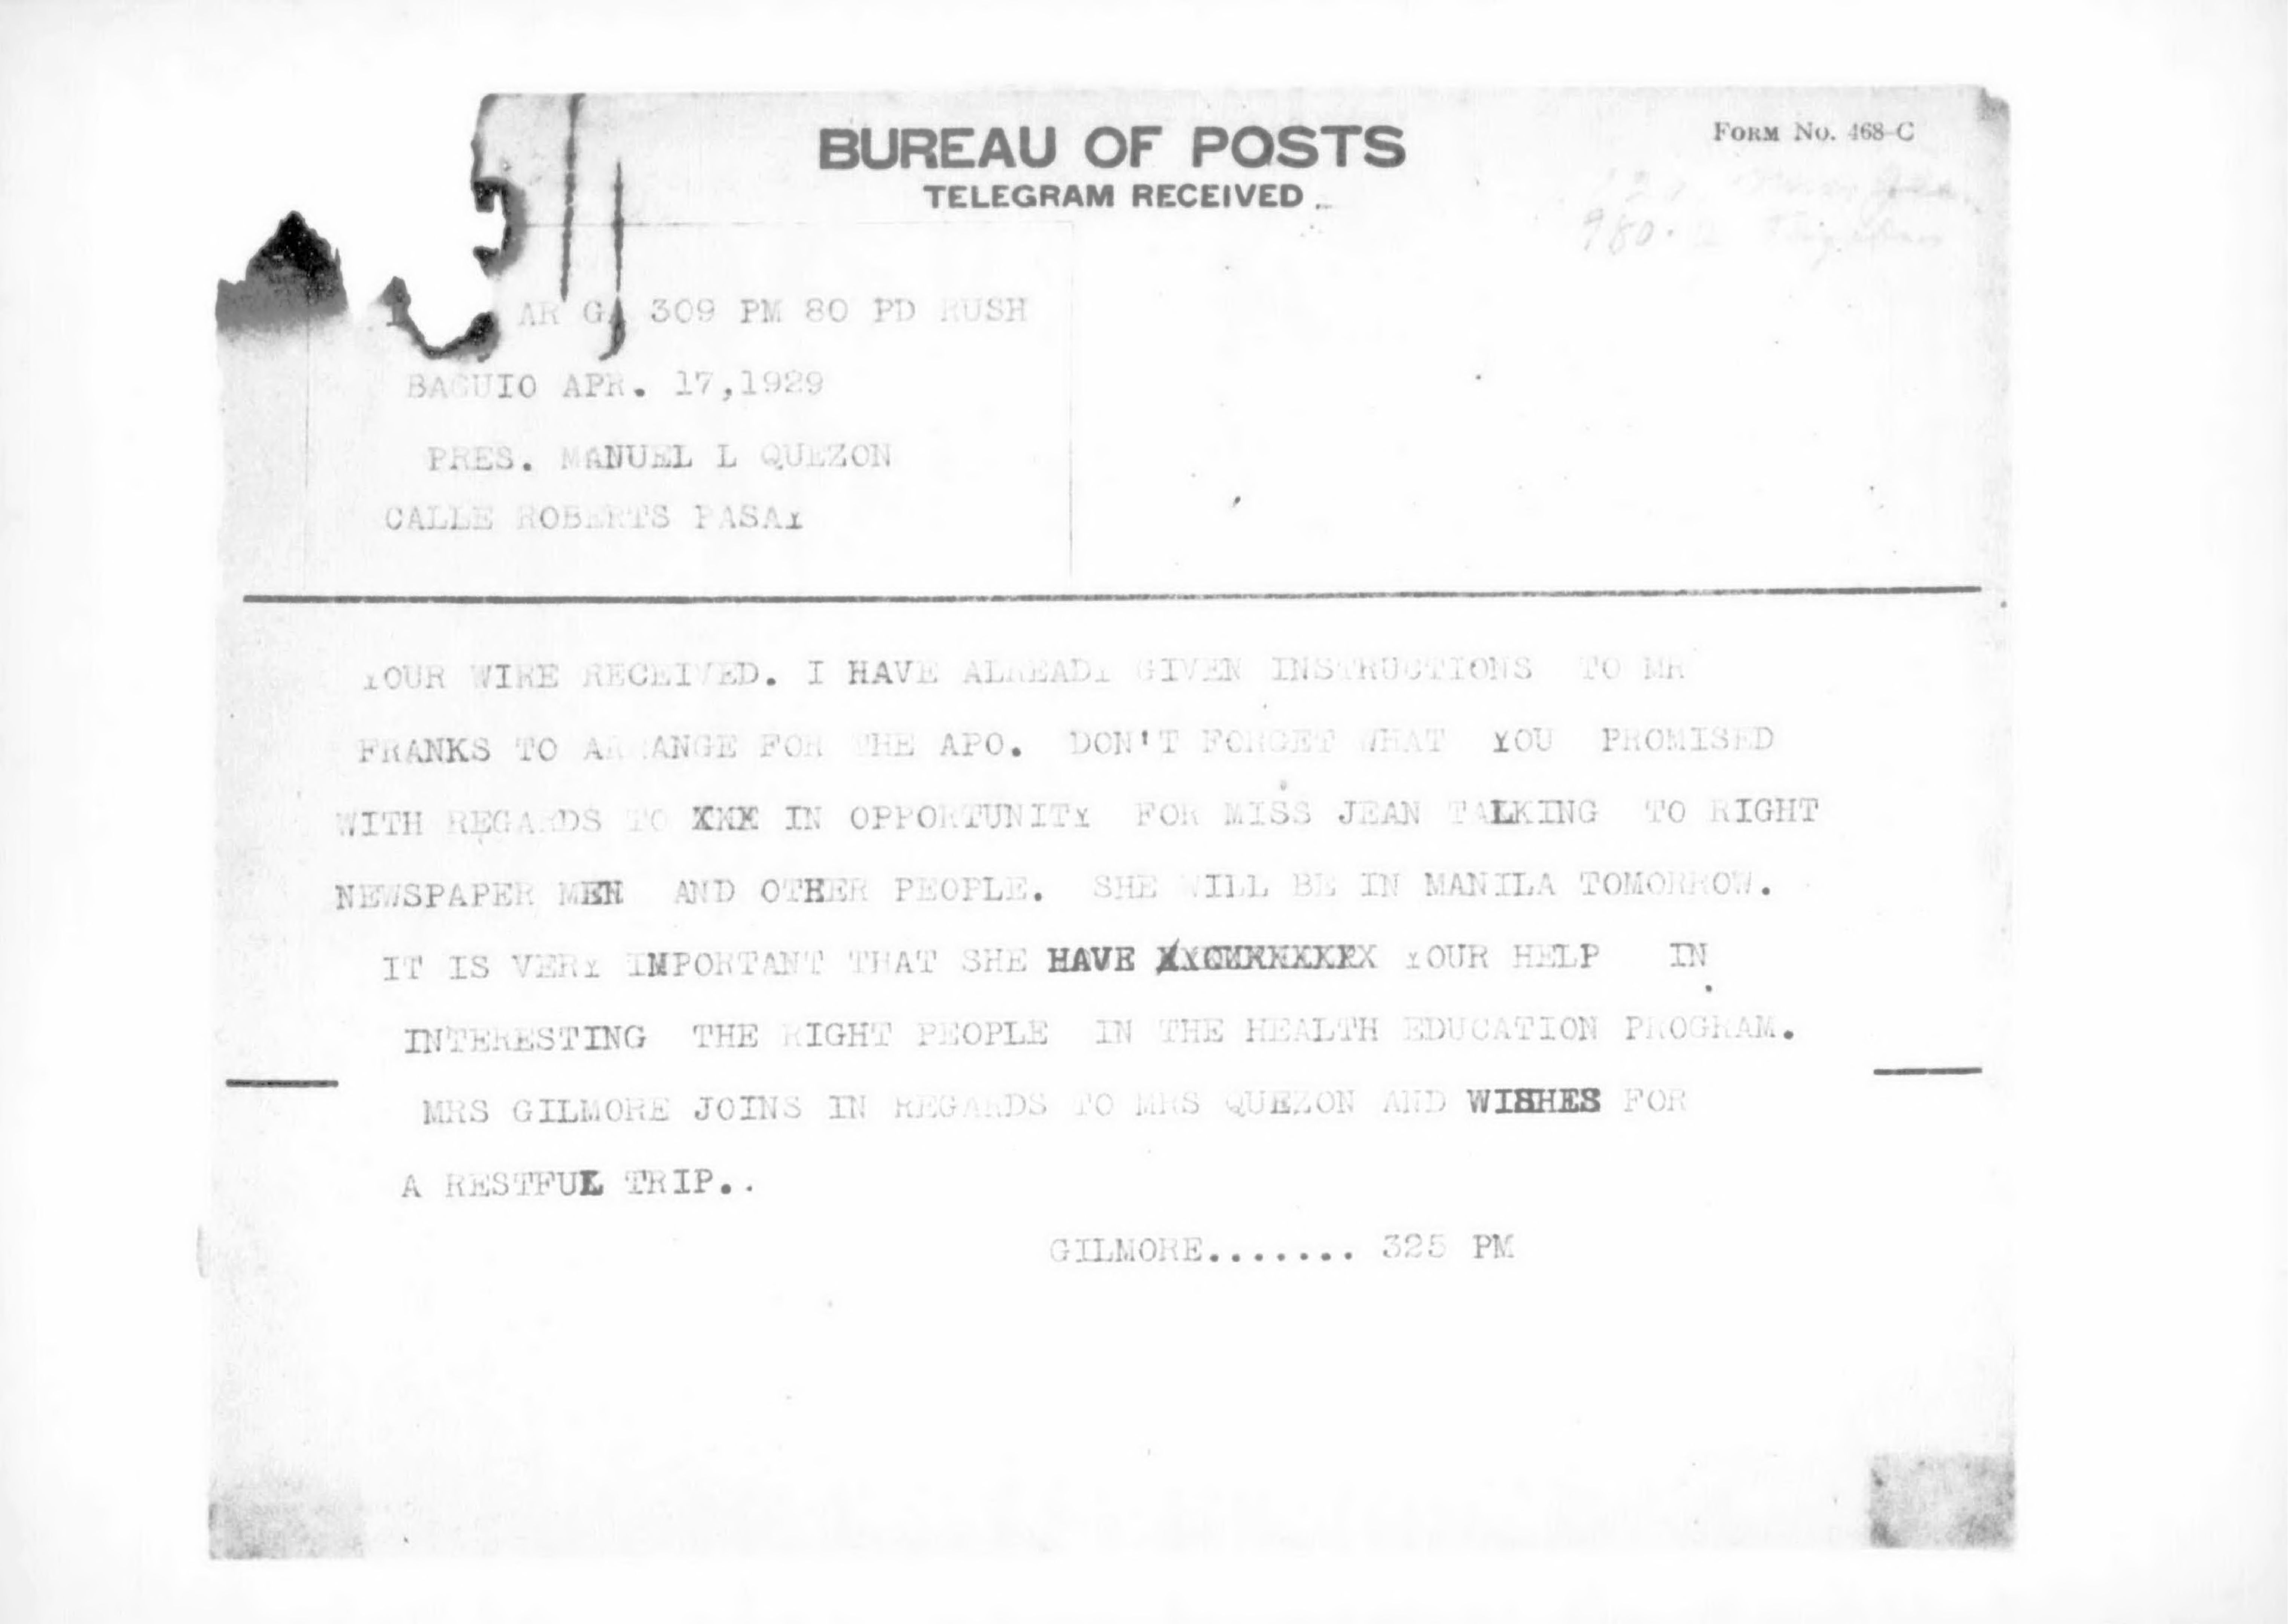 BUREAU OF POSTS
FORM No. 468-C
TELEGRAM RECEIVED
AR GA 309 PM 80 PD RUSH
BAGUIO APR. 17,1929
PRES. MANUEL L QUEZON
CALLE ROBERTS PASAY
YOUR WIRE RECEIVED. I HAVE ALREADY GIVEN INSTRUCTIONS TO MR
FRANKS TO ARRANGE FOR THE APO. DON'T FORGET WHAT YOU PROMISED
WITH REGARDS TO XXX IN OPPORTUNITY FOR MISS JEAN TALKING TO RIGHT
NEWSPAPER MEN AND OTHER PEOPLE. SHE WILL BE IN MANILA TOMORROW.
IT IS VERY IMPORTANT THAT SHE HAVE YOUR HELP IN
INTERESTING THE RIGHT PEOPLE IN THE HEALTH EDUCATION PROGRAM.
MRS GILMORE JOINS IN REGARDS TO MRS QUEZON AND WISHES FOR
A RESTFUL TRIP..
GILMORE....... 325 PM